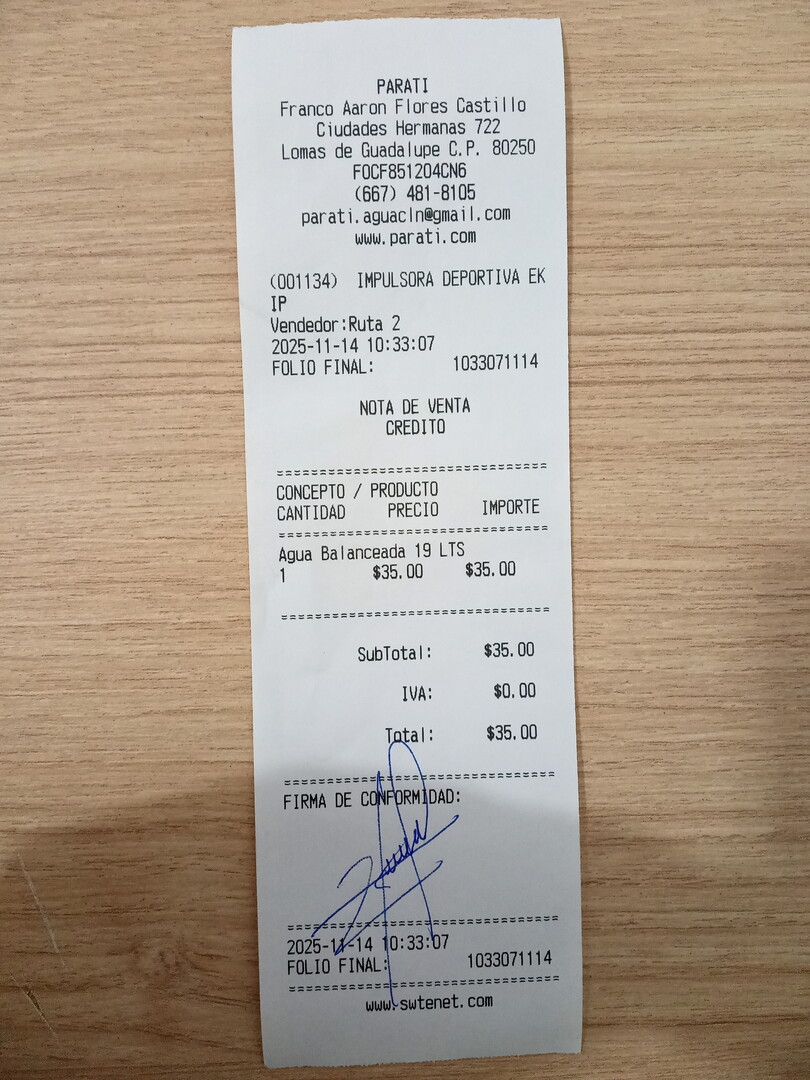 PARATI
Franco Aaron Flores Castillo
Ciudades Hermanas 722
Lomas de Guadalupe C.P. 80250
FOCF851204CN6
(667) 481-8105
parati.aguacln@gmail.com
www.parati.com
(001134) IMPULSORA DEPORTIVA EK
IP
Vendedor:Ruta 2
2025-11-14 10:33:07
FOLIO FINAL: 1033071114
NOTA DE VENTA
CREDITO
CONCEPTO / PRODUCTO
CANTIDAD PRECIO IMPORTE
Agua Balanceada 19 LTS
1 $35.00 $35.00
SubTotal: $35.00
IVA: $0.00
Total: $35.00
FIRMA DE CONFORMIDAD:
2025-11-14 10:33:07
FOLIO FINAL: 1033071114
www.swtenet.com